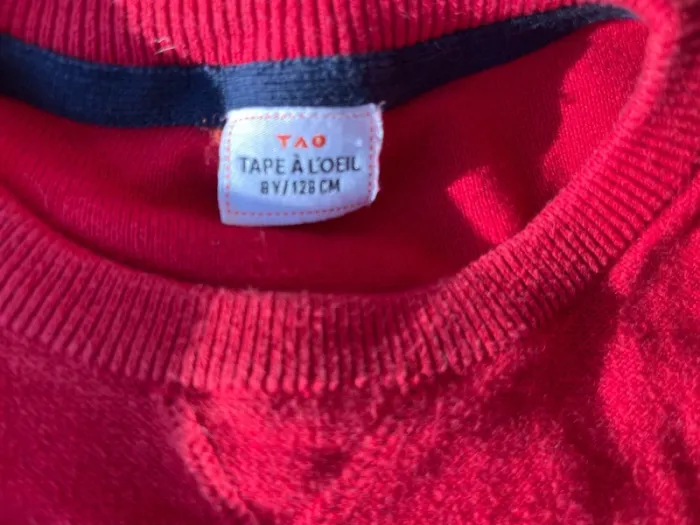 TAO
TAPE À L'OEIL
8Y/128 CM